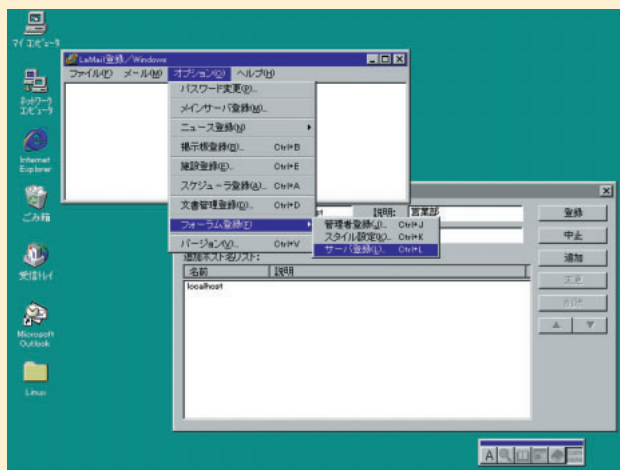 マイ コンピュータ
ネットワーク
コンピュータ
Internet
Explorer
ごみ箱
受信トレイ
Microsoft
Outlook
Linux
LaMail登録/Windows
ファイル(F) メール(M) オプション(O) ヘルプ(H)
パスワード変更(P)...
メインサーバ登録(M)...
ニュース登録(N)
掲示板登録(B)... Ctrl+B
施設登録(E)... Ctrl+E
スケジューラ登録(A)... Ctrl+A
文書管理登録(D)... Ctrl+D
フォーラム登録(F)
バージョン(V)... Ctrl+V
管理者登録(J)... Ctrl+J
スタイル設定(K)... Ctrl+K
サーバ登録(L)... Ctrl+L
説明: 営業部
追加ホスト名リスト:
名前 説明
localhost
登録
中止
追加
変更
削除
A